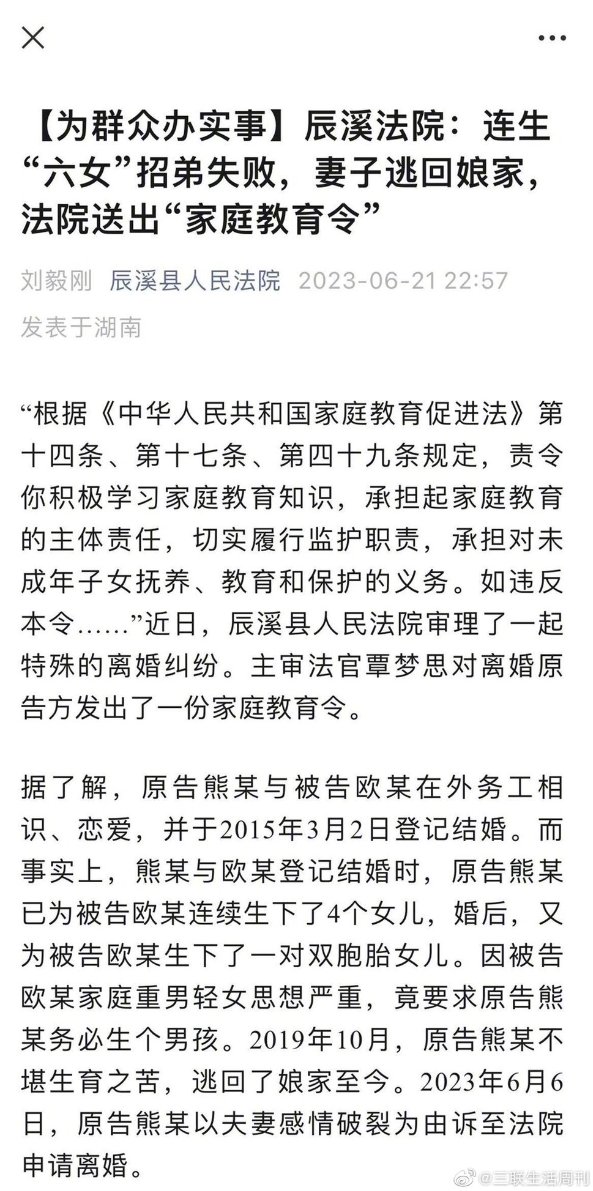 【为群众办实事】辰溪法院：连生
“六女”招弟失败，妻子逃回娘家，
法院送出“家庭教育令”
刘毅刚 辰溪县人民法院 2023-06-21 22:57
发表于湖南
“根据《中华人民共和国家庭教育促进法》第
十四条、第十七条、第四十九条规定，责令
你积极学习家庭教育知识，承担起家庭教育
的主体责任，切实履行监护职责，承担对未
成年子女抚养、教育和保护的义务。如违反
本令……”近日，辰溪县人民法院审理了一起
特殊的离婚纠纷。主审法官覃梦思对离婚原
告方发出了一份家庭教育令。
据了解，原告熊某与被告欧某在外务工相
识、恋爱，并于2015年3月2日登记结婚。而
事实上，熊某与欧某登记结婚时，原告熊某
已为被告欧某连续生下了4个女儿，婚后，又
为被告欧某生下了一对双胞胎女儿。因被告
欧某家庭重男轻女思想严重，竟要求原告熊
某务必生个男孩。2019年10月，原告熊某不
堪生育之苦，逃回了娘家至今。2023年6月6
日，原告熊某以夫妻感情破裂为由诉至法院
申请离婚。
@三联生活周刊